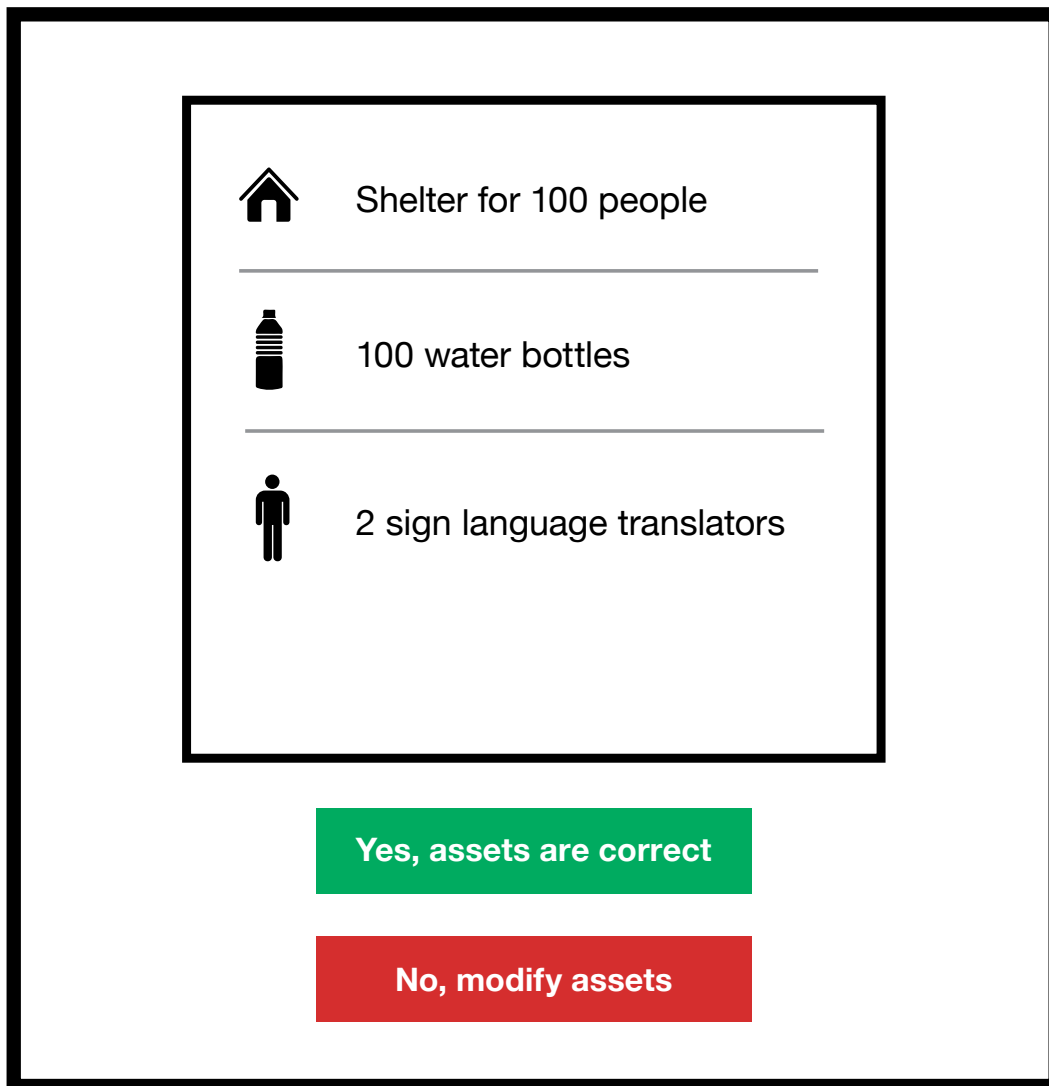 Shelter for 100 people
100 water bottles
2 sign language translators
Yes, assets are correct
No, modify assets